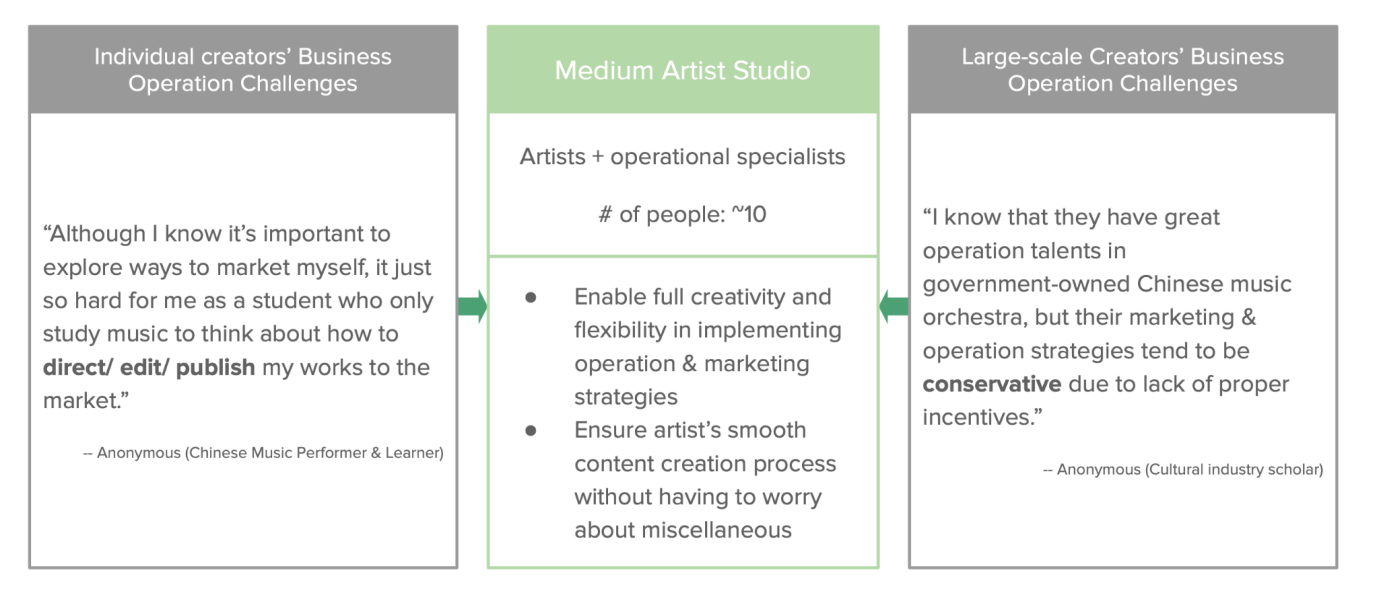 Individual creators’ Business
Operation Challenges
“Although I know it’s important to
explore ways to market myself, it just
so hard for me as a student who only
study music to think about how to
direct/ edit/ publish my works to the
market.”
-- Anonymous (Chinese Music Performer & Learner)
Medium Artist Studio
Artists + operational specialists
# of people: ~10
● Enable full creativity and
flexibility in implementing
operation & marketing
strategies
● Ensure artist’s smooth
content creation process
without having to worry
about miscellaneous
Large-scale Creators’ Business
Operation Challenges
“I know that they have great
operation talents in
government-owned Chinese music
orchestra, but their marketing &
operation strategies tend to be
conservative due to lack of proper
incentives.”
-- Anonymous (Cultural industry scholar)